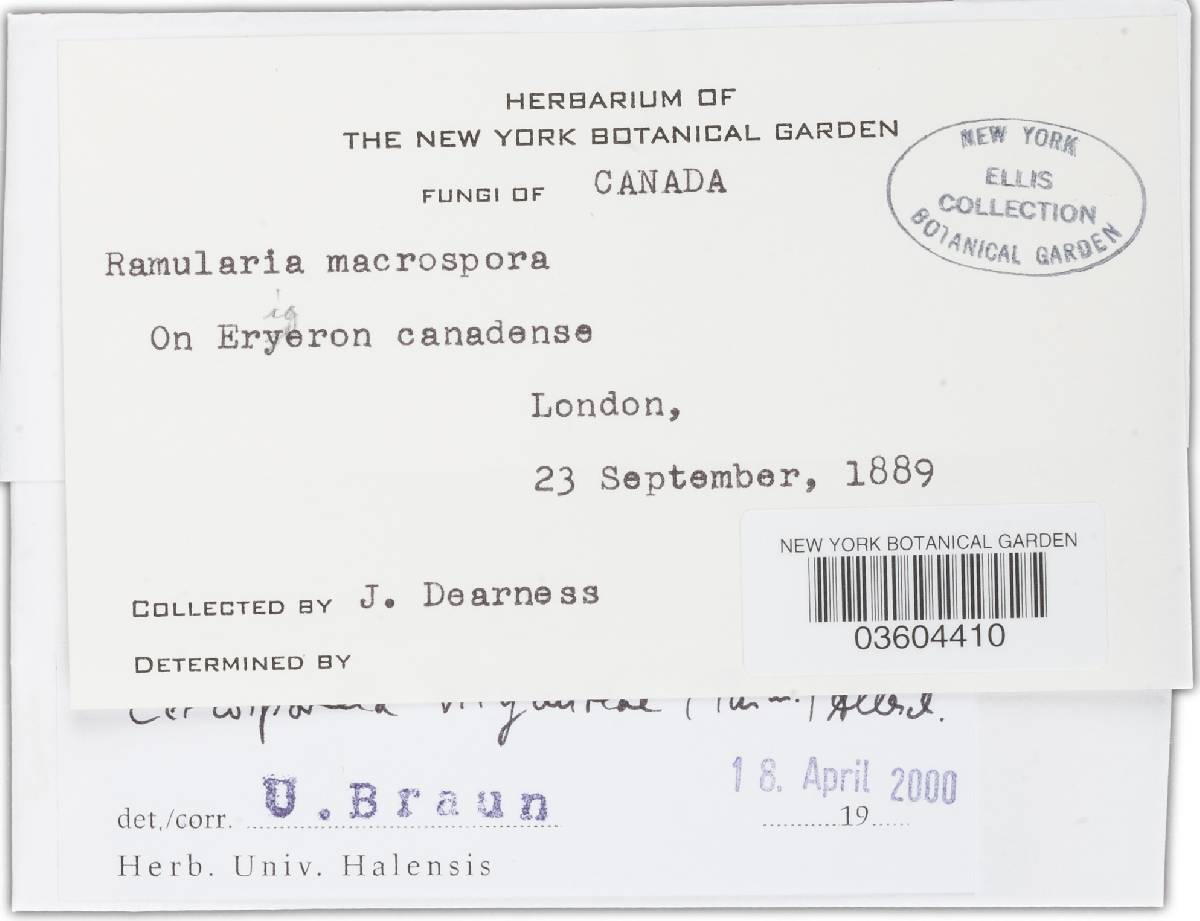 HERBARIUM OF
THE NEW YORK BOTANICAL GARDEN
FUNGI OF CANADA
NEW YORK
ELLIS
COLLECTION
BOTANICAL GARDEN
Ramularia macrospora
ig
On Eryeron canadense
London,
23 September, 1889
NEW YORK BOTANICAL GARDEN
03604410
COLLECTED BY J. Dearness
DETERMINED BY
18. April 2000
det./corr. U. Braun
19
Herb. Univ. Halensis